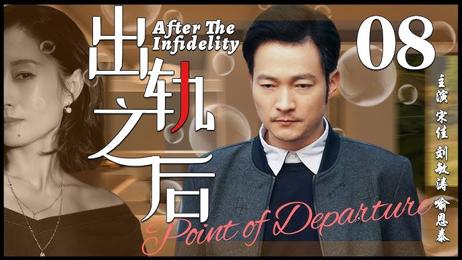 出轨之后
After The
Infidelity
08
主演 宋佳 刘敏涛 喻恩泰
Point of Departure